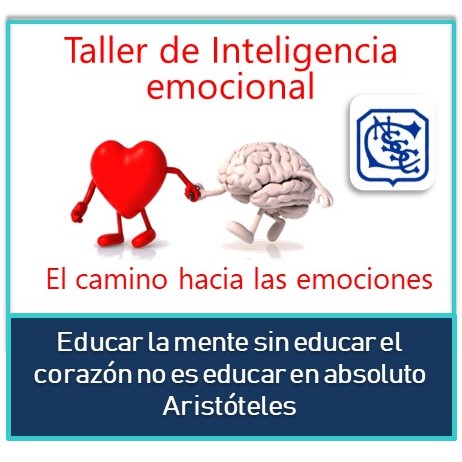 Taller de Inteligencia
emocional
El camino hacia las emociones
Educar la mente sin educar el
corazón no es educar en absoluto
Aristóteles